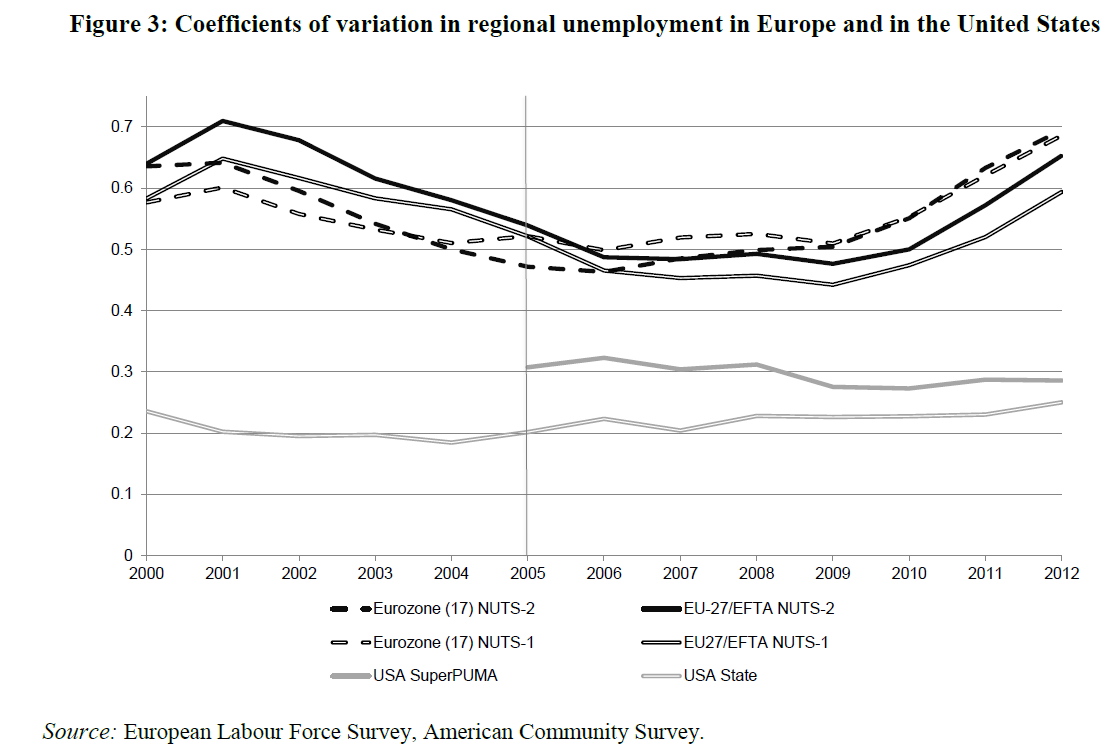 Figure 3: Coefficients of variation in regional unemployment in Europe and in the United States
0.7
0.6
0.5
0.4
0.3
0.2
0.1
0
2000 2001 2002 2003 2004 2005 2006 2007 2008 2009 2010 2011 2012
Eurozone (17) NUTS-2 EU-27/EFTA NUTS-2
Eurozone (17) NUTS-1 EU27/EFTA NUTS-1
USA SuperPUMA USA State
Source: European Labour Force Survey, American Community Survey.